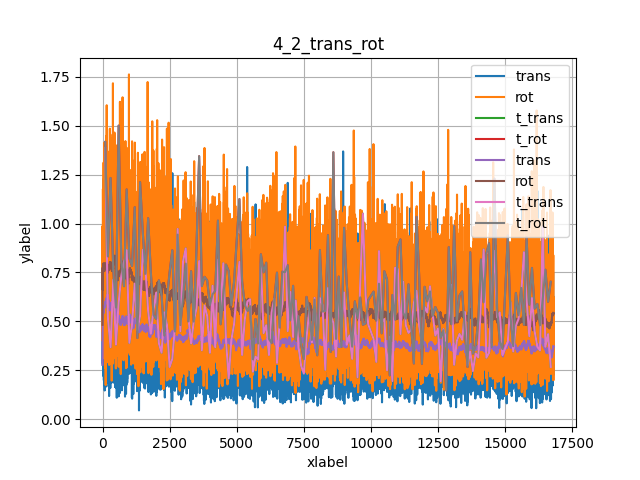 4_2_trans_rot
ylabel
1.75
1.50
1.25
1.00
0.75
0.50
0.25
0.00
trans
rot
t_trans
t_rot
trans
rot
t_trans
t_rot
0 2500 5000 7500 10000 12500 15000 17500
xlabel